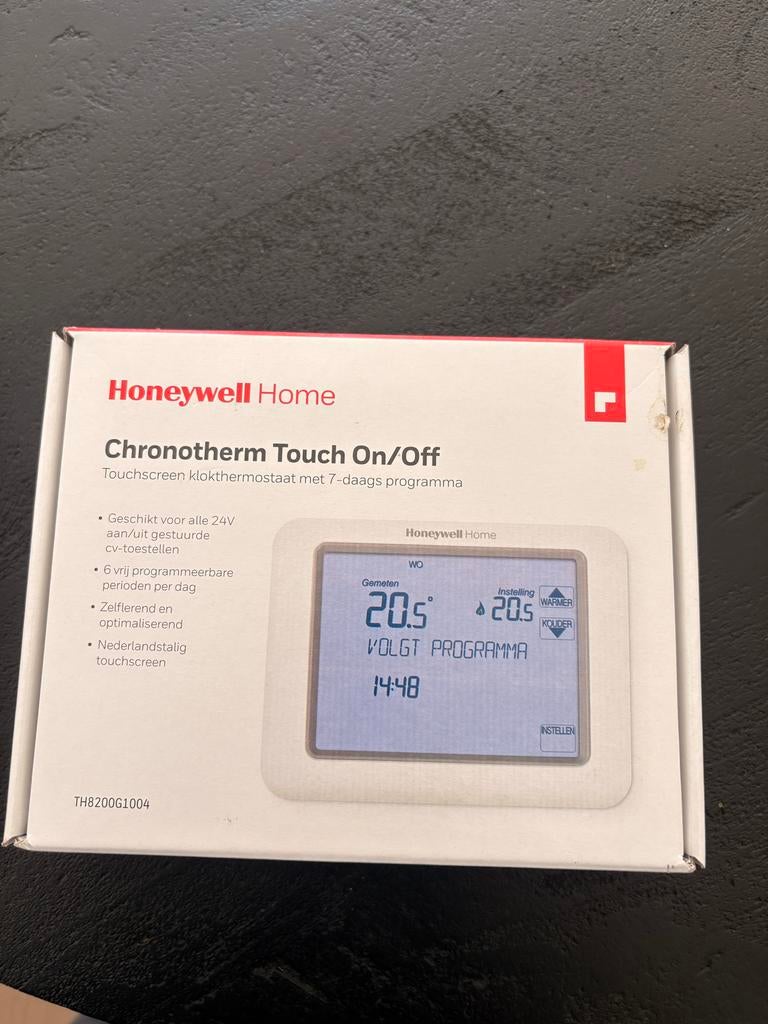 Honeywell Home
Chronotherm Touch On/Off
Touchscreen klokthermostaat met 7-daags programma
• Geschikt voor alle 24V
aan/uit gestuurde
cv-toestellen
• 6 vrij programmeerbare
perioden per dag
• Zelflerend en
optimaliserend
• Nederlandstalig
touchscreen
Honeywell Home
WO
Gemeten
20.5°
Instelling
20.5
WARMER
KOUDER
VOLGT PROGRAMMA
14:48
INSTELLEN
TH8200G1004